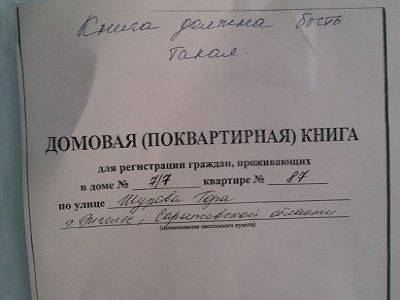 Книга должна быть
такая.
ДОМОВАЯ (ПОКВАРТИРНАЯ) КНИГА
для регистрации граждан, проживающих
в доме № 7/7 квартире № 87
по улице Шурова Гора
г. Энгельс, Саратовской области
(наименование населенного пункта)